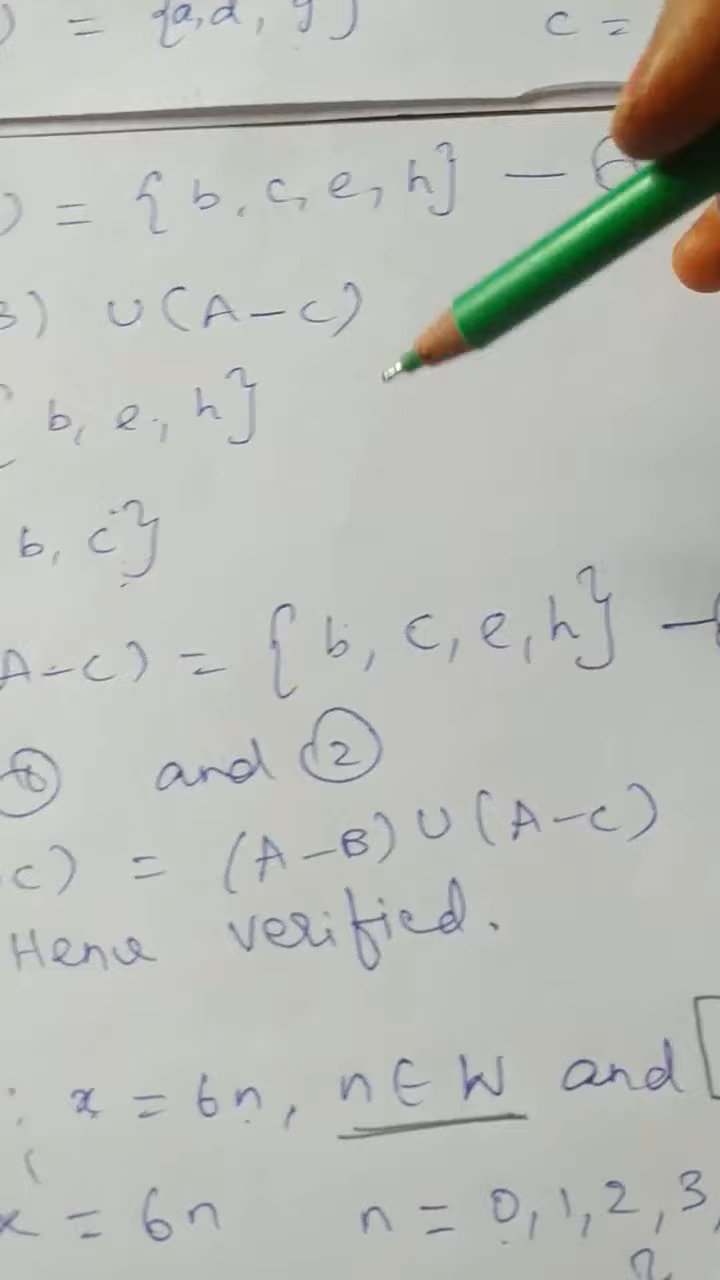 ) = {a,d, g} c =
) = {b, c, e, h} —
B) ∪ (A-C)
{ b, e, h}
b, c}
A-C) = {b, c, e, h} —
and ②
C) = (A-B) ∪ (A-C)
Hence verified.
: x = 6n, n ∈ W and [
x = 6n n = 0, 1, 2, 3,